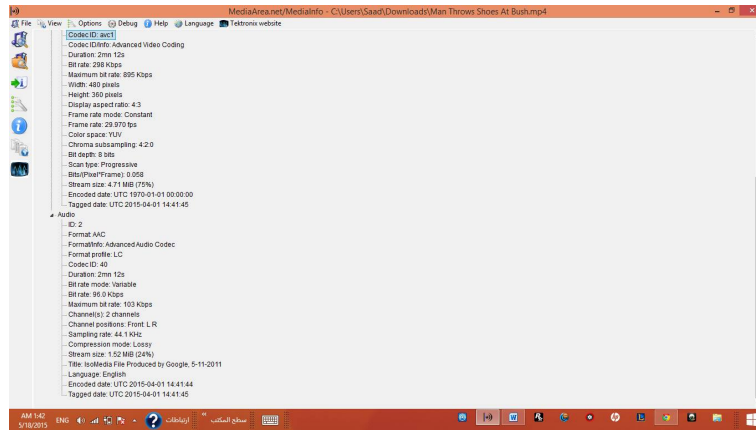 MediaArea.net/MediaInfo - C:\Users\Saad\Downloads\Man Throws Shoes At Bush.mp4
File View Options Debug Help Language Tektronix website
Codec ID: avc1
Codec ID/Info: Advanced Video Coding
Duration: 2mn 12s
Bit rate: 298 Kbps
Maximum bit rate: 895 Kbps
Width: 480 pixels
Height: 360 pixels
Display aspect ratio: 4:3
Frame rate mode: Constant
Frame rate: 29.970 fps
Color space: YUV
Chroma subsampling: 4:2:0
Bit depth: 8 bits
Scan type: Progressive
Bits/(Pixel*Frame): 0.058
Stream size: 4.71 MiB (75%)
Encoded date: UTC 1970-01-01 00:00:00
Tagged date: UTC 2015-04-01 14:41:45
Audio
ID: 2
Format: AAC
Format/Info: Advanced Audio Codec
Format profile: LC
Codec ID: 40
Duration: 2mn 12s
Bit rate mode: Variable
Bit rate: 96.0 Kbps
Maximum bit rate: 103 Kbps
Channel(s): 2 channels
Channel positions: Front: L R
Sampling rate: 44.1 KHz
Compression mode: Lossy
Stream size: 1.52 MiB (24%)
Title: IsoMedia File Produced by Google, 5-11-2011
Language: English
Encoded date: UTC 2015-04-01 14:41:44
Tagged date: UTC 2015-04-01 14:41:45
AM 1:42
5/18/2015
ENG
ارتباطات
سطح المكتب